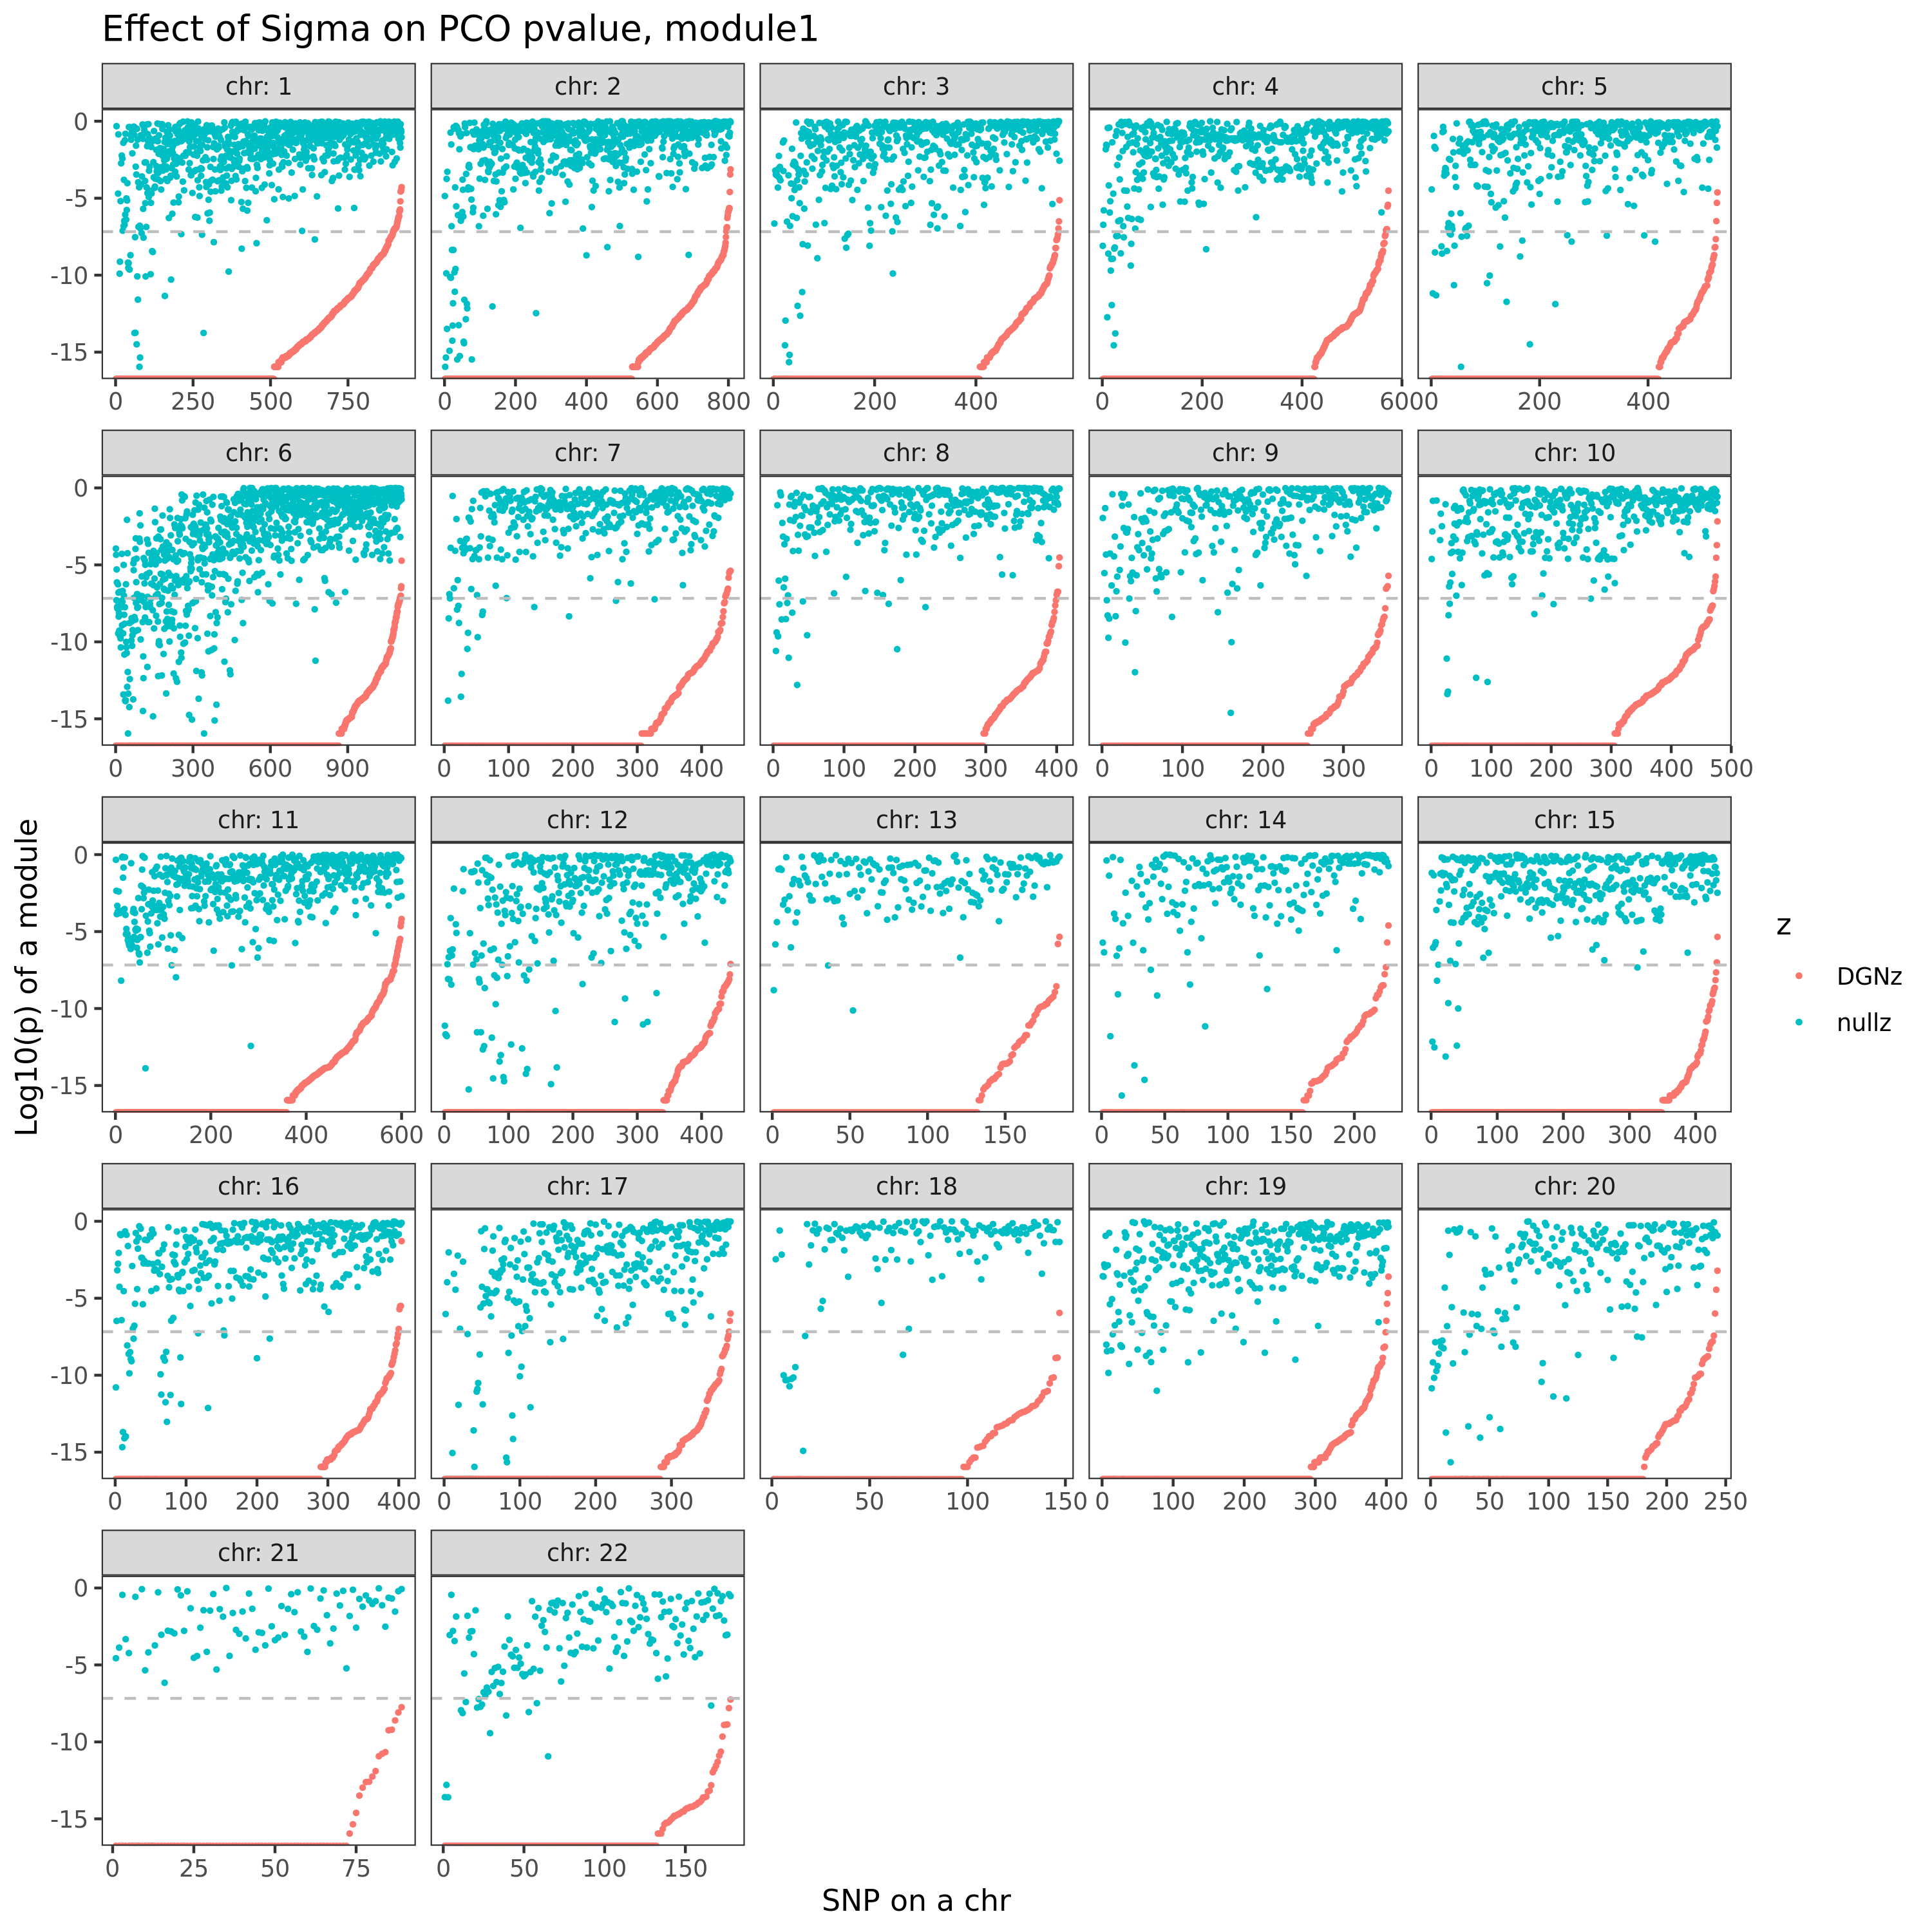 Effect of Sigma on PCO pvalue, module1
chr: 1 chr: 2 chr: 3 chr: 4 chr: 5
0
-5
-10
-15
0 250 500 750 0 200 400 600 800 0 200 400 0 200 400 600 0 200 400
chr: 6 chr: 7 chr: 8 chr: 9 chr: 10
0
-5
-10
-15
0 300 600 900 0 100 200 300 400 0 100 200 300 400 0 100 200 300 0 100 200 300 400 500
chr: 11 chr: 12 chr: 13 chr: 14 chr: 15
0
-5
-10
-15
0 200 400 600 0 100 200 300 400 0 50 100 150 0 50 100 150 200 0 100 200 300 400
chr: 16 chr: 17 chr: 18 chr: 19 chr: 20
0
-5
-10
-15
0 100 200 300 400 0 100 200 300 0 50 100 150 0 100 200 300 400 0 50 100 150 200 250
chr: 21 chr: 22
0
-5
-10
-15
0 25 50 75 0 50 100 150
SNP on a chr
Log10(p) of a module
z
DGNz
nullz